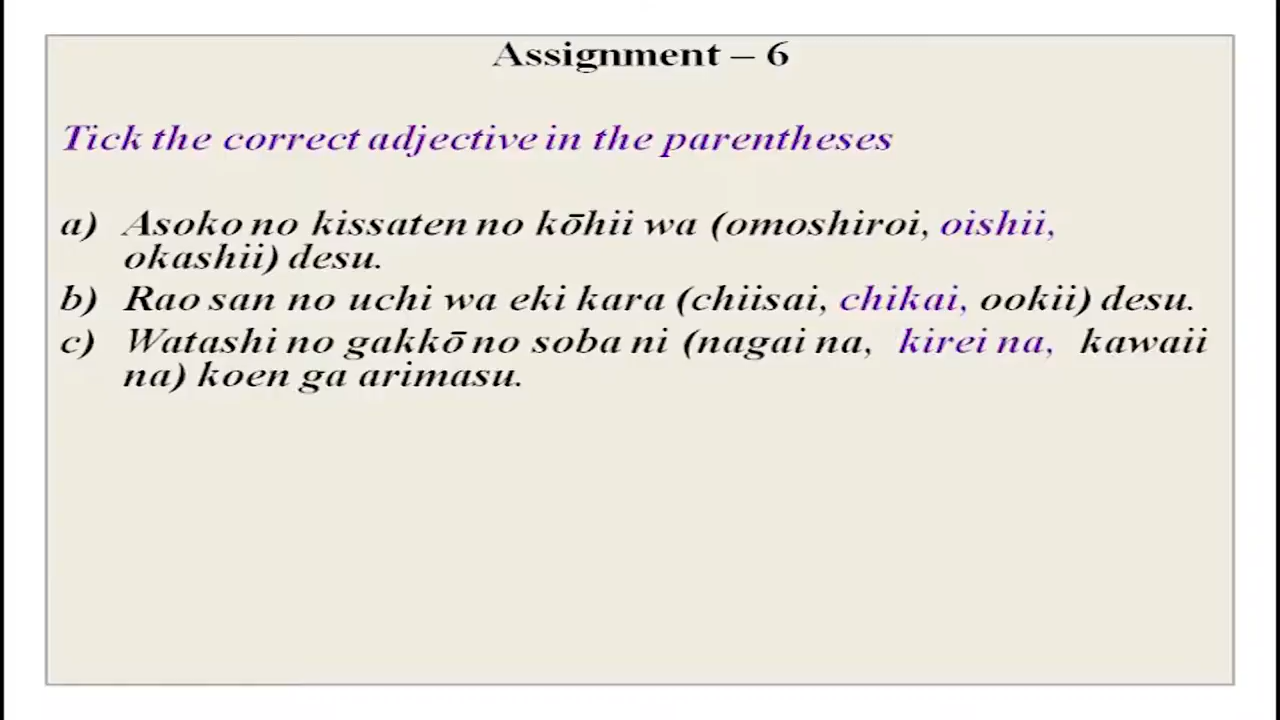 Assignment – 6
Tick the correct adjective in the parentheses
a) Asoko no kissaten no kōhii wa (omoshiroi, oishii,
okashii) desu.
b) Rao san no uchi wa eki kara (chiisai, chikai, ookii) desu.
c) Watashi no gakkō no soba ni (nagai na, kirei na, kawaii
na) koen ga arimasu.